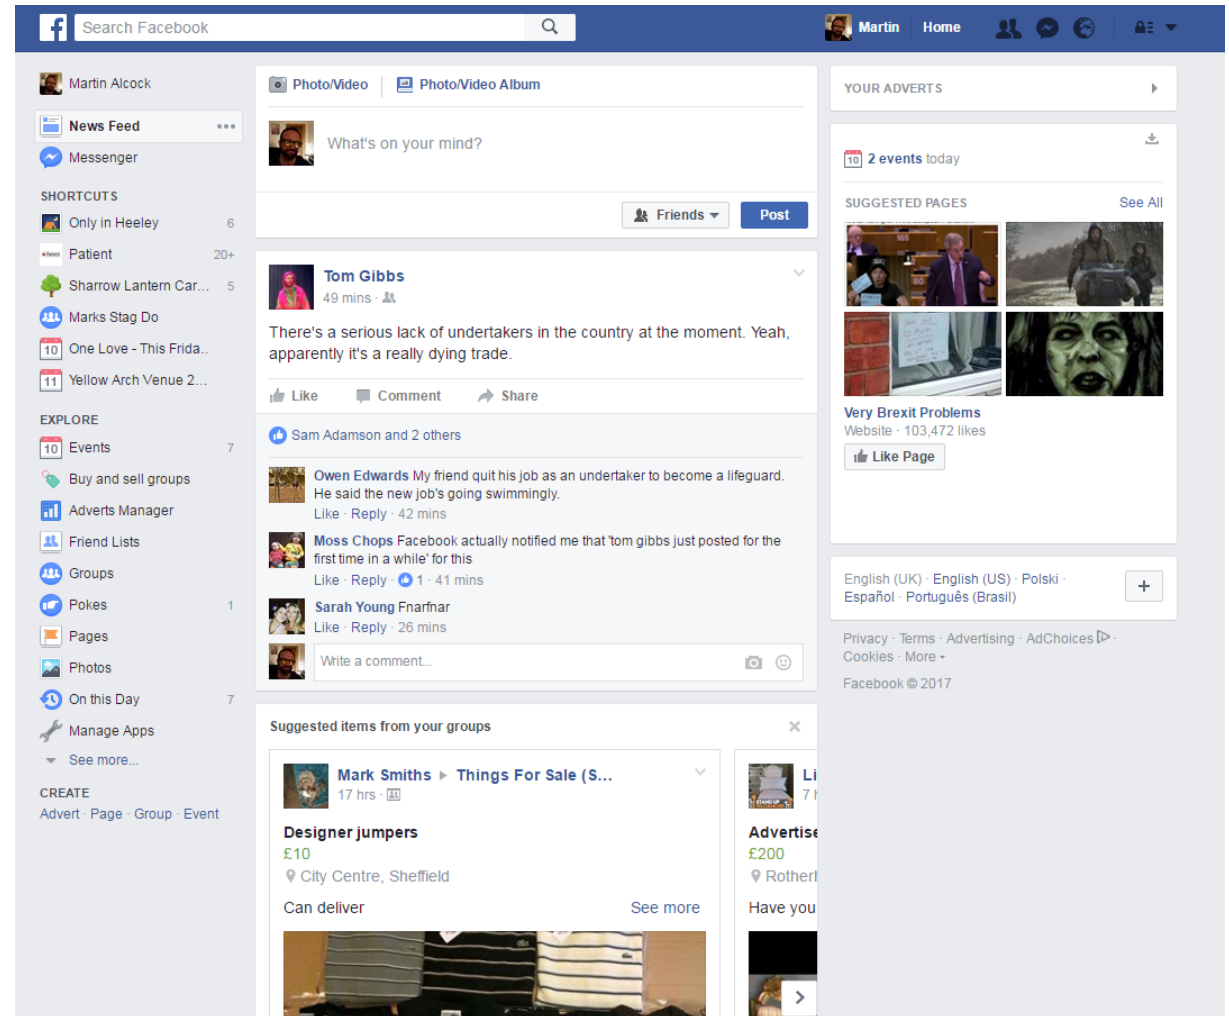 Search Facebook
Martin
Home
Martin Alcock
News Feed
Messenger
SHORTCUTS
Only in Heeley 6
Patient 20+
Sharrow Lantern Car... 5
Marks Stag Do
10 One Love - This Frida...
11 Yellow Arch Venue 2...
EXPLORE
10 Events 7
Buy and sell groups
Adverts Manager
Friend Lists
Groups
Pokes 1
Pages
Photos
On this Day 7
Manage Apps
See more...
CREATE
Advert · Page · Group · Event
Photo/Video
Photo/Video Album
What's on your mind?
Friends
Post
Tom Gibbs
49 mins ·
There's a serious lack of undertakers in the country at the moment. Yeah,
apparently it's a really dying trade.
Like Comment Share
Sam Adamson and 2 others
Owen Edwards My friend quit his job as an undertaker to become a lifeguard.
He said the new job's going swimmingly.
Like · Reply · 42 mins
Moss Chops Facebook actually notified me that 'tom gibbs just posted for the
first time in a while' for this
Like · Reply · 1 · 41 mins
Sarah Young Fnarfnar
Like · Reply · 26 mins
Write a comment...
Suggested items from your groups
Mark Smiths ▸ Things For Sale (S...
17 hrs ·
Designer jumpers
£10
City Centre, Sheffield
Can deliver
See more
Li
7 h
Advertise
£200
Rotherh
Have you
YOUR ADVERTS
10 2 events today
SUGGESTED PAGES
See All
Very Brexit Problems
Website · 103,472 likes
Like Page
English (UK) · English (US) · Polski ·
Español · Português (Brasil)
Privacy · Terms · Advertising · AdChoices ·
Cookies · More
Facebook © 2017